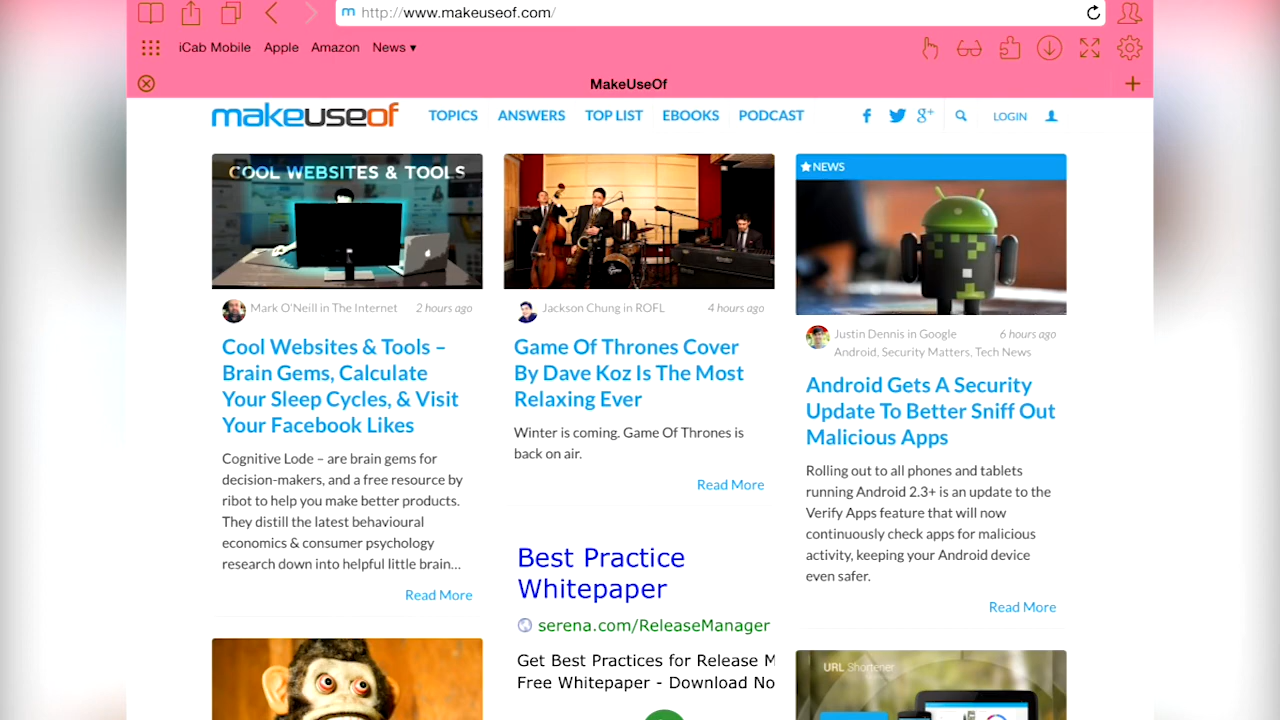 http://www.makeuseof.com/
iCab Mobile Apple Amazon News ▾
MakeUseOf
makeuseof TOPICS ANSWERS TOP LIST EBOOKS PODCAST LOGIN
COOL WEBSITES & TOOLS
Mark O'Neill in The Internet 2 hours ago
Cool Websites & Tools –
Brain Gems, Calculate
Your Sleep Cycles, & Visit
Your Facebook Likes
Cognitive Lode – are brain gems for
decision-makers, and a free resource by
ribot to help you make better products.
They distill the latest behavioural
economics & consumer psychology
research down into helpful little brain...
Read More
Jackson Chung in ROFL 4 hours ago
Game Of Thrones Cover
By Dave Koz Is The Most
Relaxing Ever
Winter is coming. Game Of Thrones is
back on air.
Read More
Best Practice
Whitepaper
serena.com/ReleaseManager
Get Best Practices for Release M
Free Whitepaper - Download No
NEWS
Justin Dennis in Google 6 hours ago
Android, Security Matters, Tech News
Android Gets A Security
Update To Better Sniff Out
Malicious Apps
Rolling out to all phones and tablets
running Android 2.3+ is an update to the
Verify Apps feature that will now
continuously check apps for malicious
activity, keeping your Android device
even safer.
Read More
URL Shortener